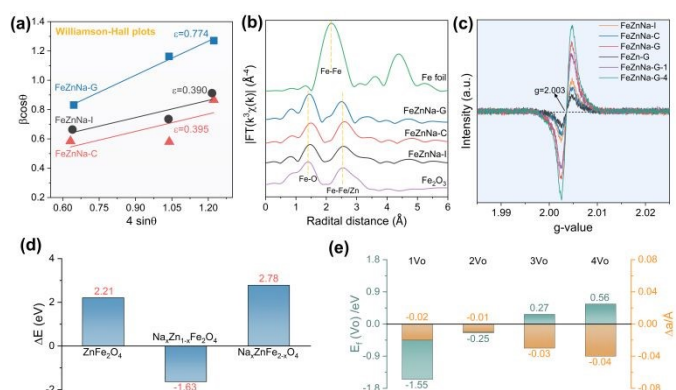 (a)
Williamson-Hall plots
ε=0.774
FeZnNa-G
ε=0.390
FeZnNa-I
ε=0.395
FeZnNa-C
βcosθ
1.4
1.2
1.0
0.8
0.6
0.4
0.2
0.60 0.75 0.90 1.05 1.20
4 sinθ
(b)
|FT(k³χ(k)| (Å⁻⁴)
Fe-Fe
Fe foil
FeZnNa-G
FeZnNa-C
FeZnNa-I
Fe-O
Fe-Fe/Zn
Fe₂O₃
0 1 2 3 4 5 6
Radital distance (Å)
(c)
Intensity (a.u.)
FeZnNa-I
FeZnNa-C
FeZnNa-G
FeZn-G
FeZnNa-G-1
FeZnNa-G-4
g=2.003
1.99 2.00 2.01 2.02
g-value
(d)
ΔE (eV)
4
2
0
-2
2.21
ZnFe₂O₄
NaₓZn₁₋ₓFe₂O₄
-1.63
2.78
NaₓZnFe₂₋ₓO₄
(e)
E_f (Vo) /eV
1.8
0.9
0.0
-0.9
-1.8
1Vo 2Vo 3Vo 4Vo
-0.02 -0.01 0.27 0.56
-1.55 -0.25 -0.03 -0.04
0.08
0.04
0.00
-0.04
-0.08
Δa/Å